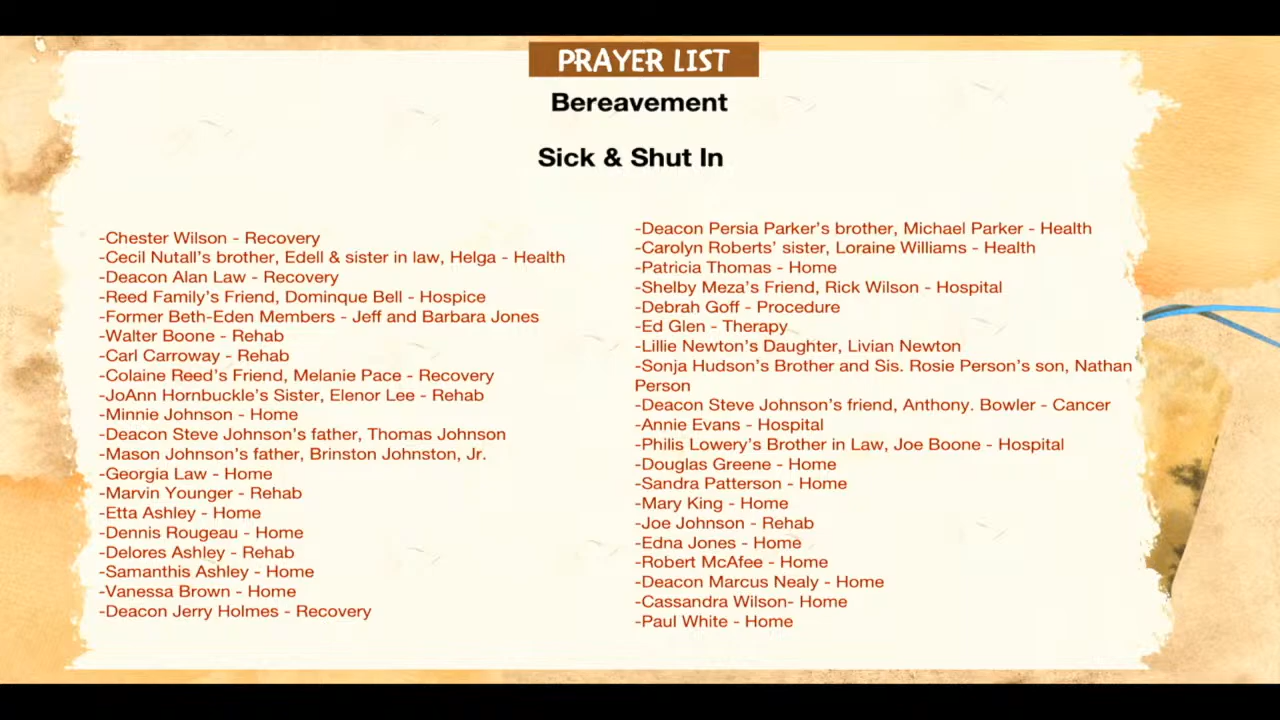 PRAYER LIST
Bereavement
Sick & Shut In
-Chester Wilson - Recovery
-Cecil Nutall's brother, Edell & sister in law, Helga - Health
-Deacon Alan Law - Recovery
-Reed Family's Friend, Dominque Bell - Hospice
-Former Beth-Eden Members - Jeff and Barbara Jones
-Walter Boone - Rehab
-Carl Carroway - Rehab
-Colaine Reed's Friend, Melanie Pace - Recovery
-JoAnn Hornbuckle's Sister, Elenor Lee - Rehab
-Minnie Johnson - Home
-Deacon Steve Johnson's father, Thomas Johnson
-Mason Johnson's father, Brinston Johnston, Jr.
-Georgia Law - Home
-Marvin Younger - Rehab
-Etta Ashley - Home
-Dennis Rougeau - Home
-Delores Ashley - Rehab
-Samanthis Ashley - Home
-Vanessa Brown - Home
-Deacon Jerry Holmes - Recovery
-Deacon Persia Parker's brother, Michael Parker - Health
-Carolyn Roberts' sister, Loraine Williams - Health
-Patricia Thomas - Home
-Shelby Meza's Friend, Rick Wilson - Hospital
-Debrah Goff - Procedure
-Ed Glen - Therapy
-Lillie Newton's Daughter, Livian Newton
-Sonja Hudson's Brother and Sis. Rosie Person's son, Nathan
Person
-Deacon Steve Johnson's friend, Anthony. Bowler - Cancer
-Annie Evans - Hospital
-Philis Lowery's Brother in Law, Joe Boone - Hospital
-Douglas Greene - Home
-Sandra Patterson - Home
-Mary King - Home
-Joe Johnson - Rehab
-Edna Jones - Home
-Robert McAfee - Home
-Deacon Marcus Nealy - Home
-Cassandra Wilson- Home
-Paul White - Home